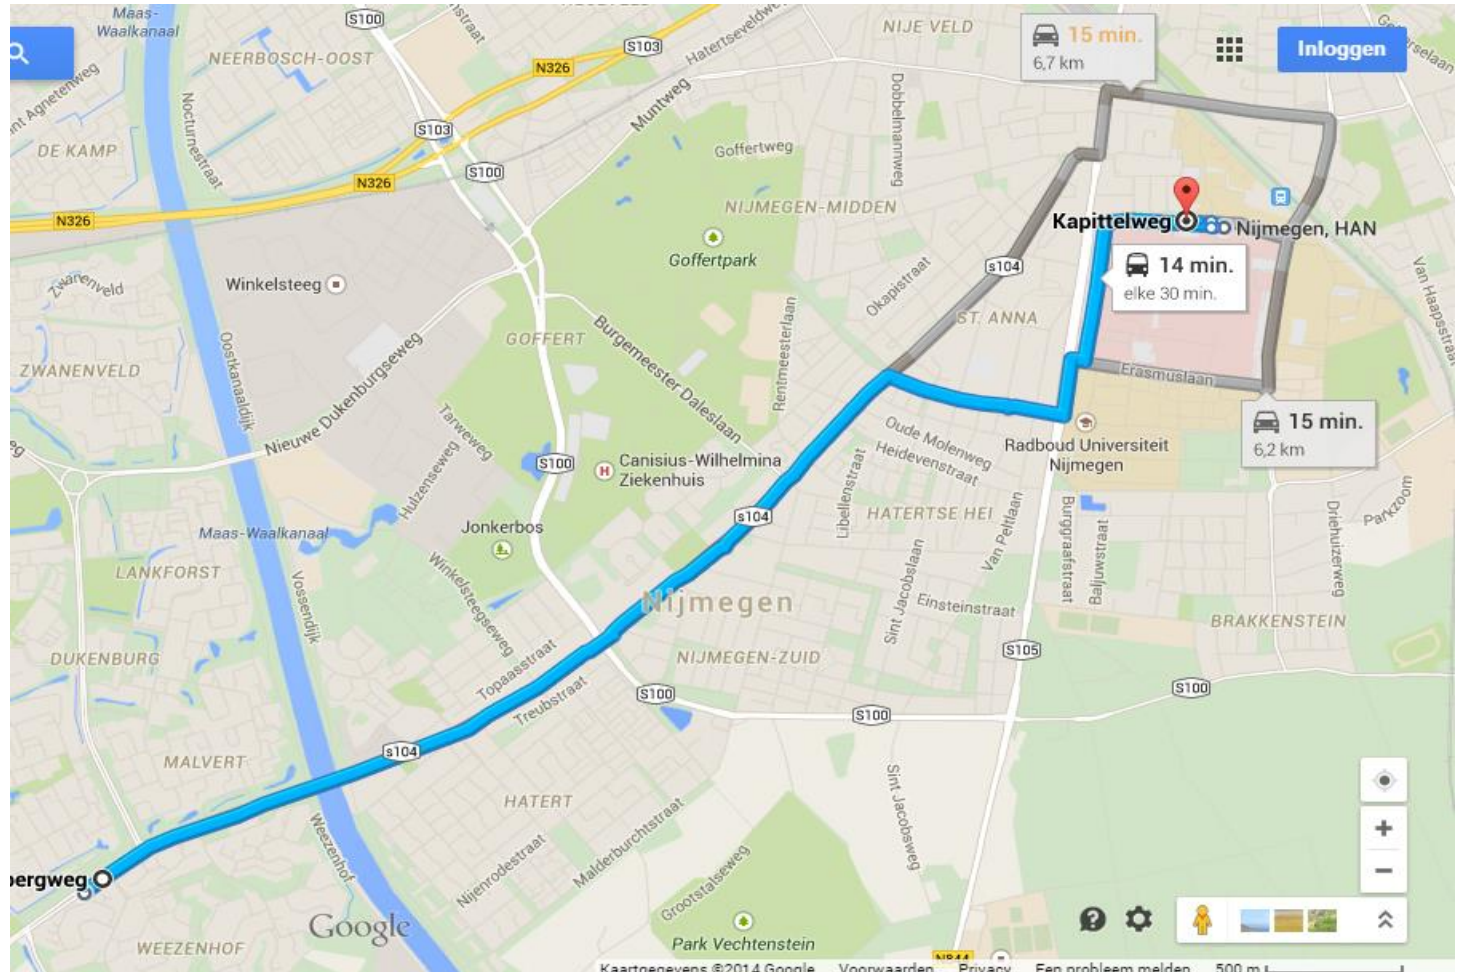 Maas-
Waalkanaal
S100
NIJE VELD
15 min.
6,7 km
Inloggen
S103
Hatertseveldweg
NEERBOSCH-OOST
N326
Muntweg
Dobbelmannweg
Nocturnestraat
S103
DE KAMP
S100
Goffertweg
N326
NIJMEGEN-MIDDEN
N326
Kapittelweg
Nijmegen, HAN
Goffertpark
14 min.
elke 30 min.
s104
Zwanenveld
Winkelsteeg
Okapistraat
Van Haapsstraat
ST. ANNA
GOFFERT
Burgemeester Daleslaan
Rentmeesterlaan
ZWANENVELD
Oostkanaaldijk
Nieuwe Dukenburgseweg
Erasmuslaan
15 min.
6,2 km
Tarweweg
Oude Molenweg
Heidevenstraat
Radboud Universiteit
Nijmegen
S100
Canisius-Wilhelmina
Ziekenhuis
Hulzenseweg
Libellenstraat
HATERTSE HEI
Van Peltlaan
Burggraafstraat
Baljuwstraat
Driehuizerweg
Parkzoom
s104
Jonkerbos
Maas-Waalkanaal
LANKFORST
Vossendijk
Winkelsteegseweg
Sint Jacobslaan
Einsteinstraat
Nijmegen
BRAKKENSTEIN
DUKENBURG
Topaasstraat
NIJMEGEN-ZUID
S105
Treubstraat
S100
S100
S100
s104
MALVERT
HATERT
Sint Jacobsweg
Weezenhof
Malderburchtstraat
Nijenrodestraat
Grootstalseweg
bergweg
Google
WEEZENHOF
Park Vechtenstein
N844
Kaartgegevens ©2014 Google Voorwaarden Privacy Een probleem melden 500 m